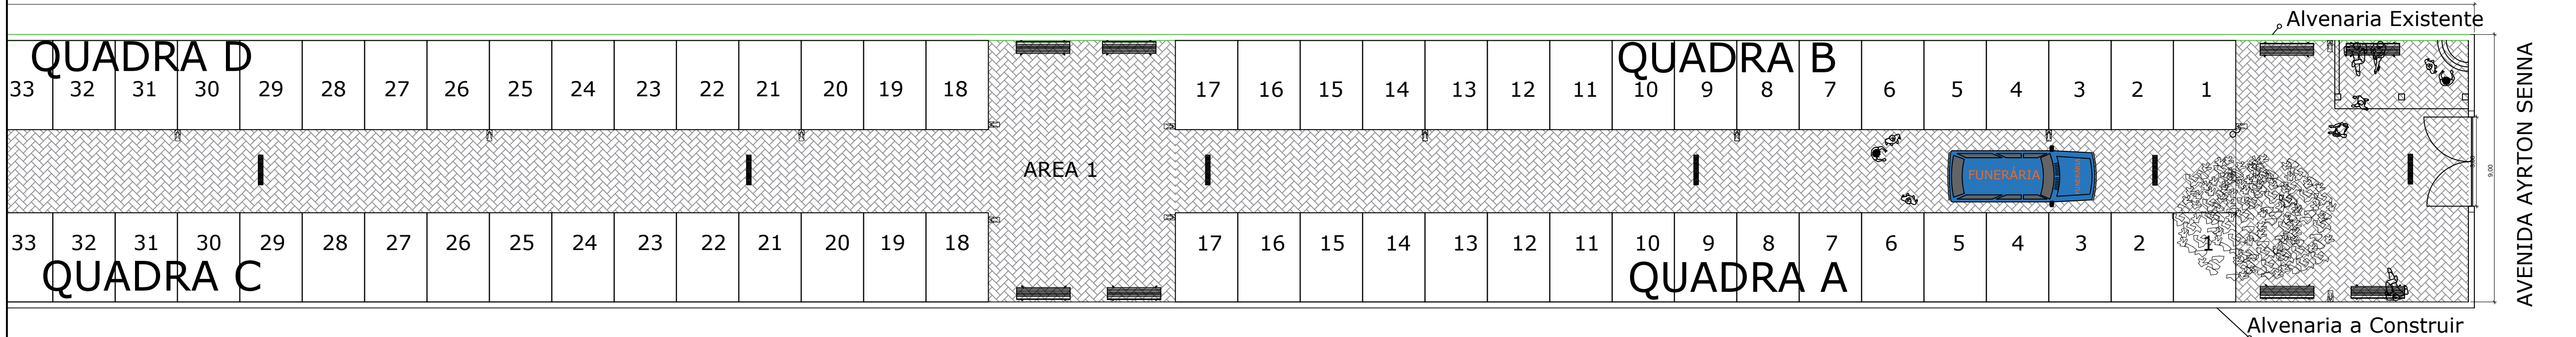 Alvenaria Existente
QUADRA D
QUADRA B
33 32 31 30 29 28 27 26 25 24 23 22 21 20 19 18 17 16 15 14 13 12 11 10 9 8 7 6 5 4 3 2 1
AREA 1
FUNERÁRIA
FUNERÁRIA
9.00
AVENIDA AYRTON SENNA
33 32 31 30 29 28 27 26 25 24 23 22 21 20 19 18 17 16 15 14 13 12 11 10 9 8 7 6 5 4 3 2 1
QUADRA C
QUADRA A
Alvenaria a Construir